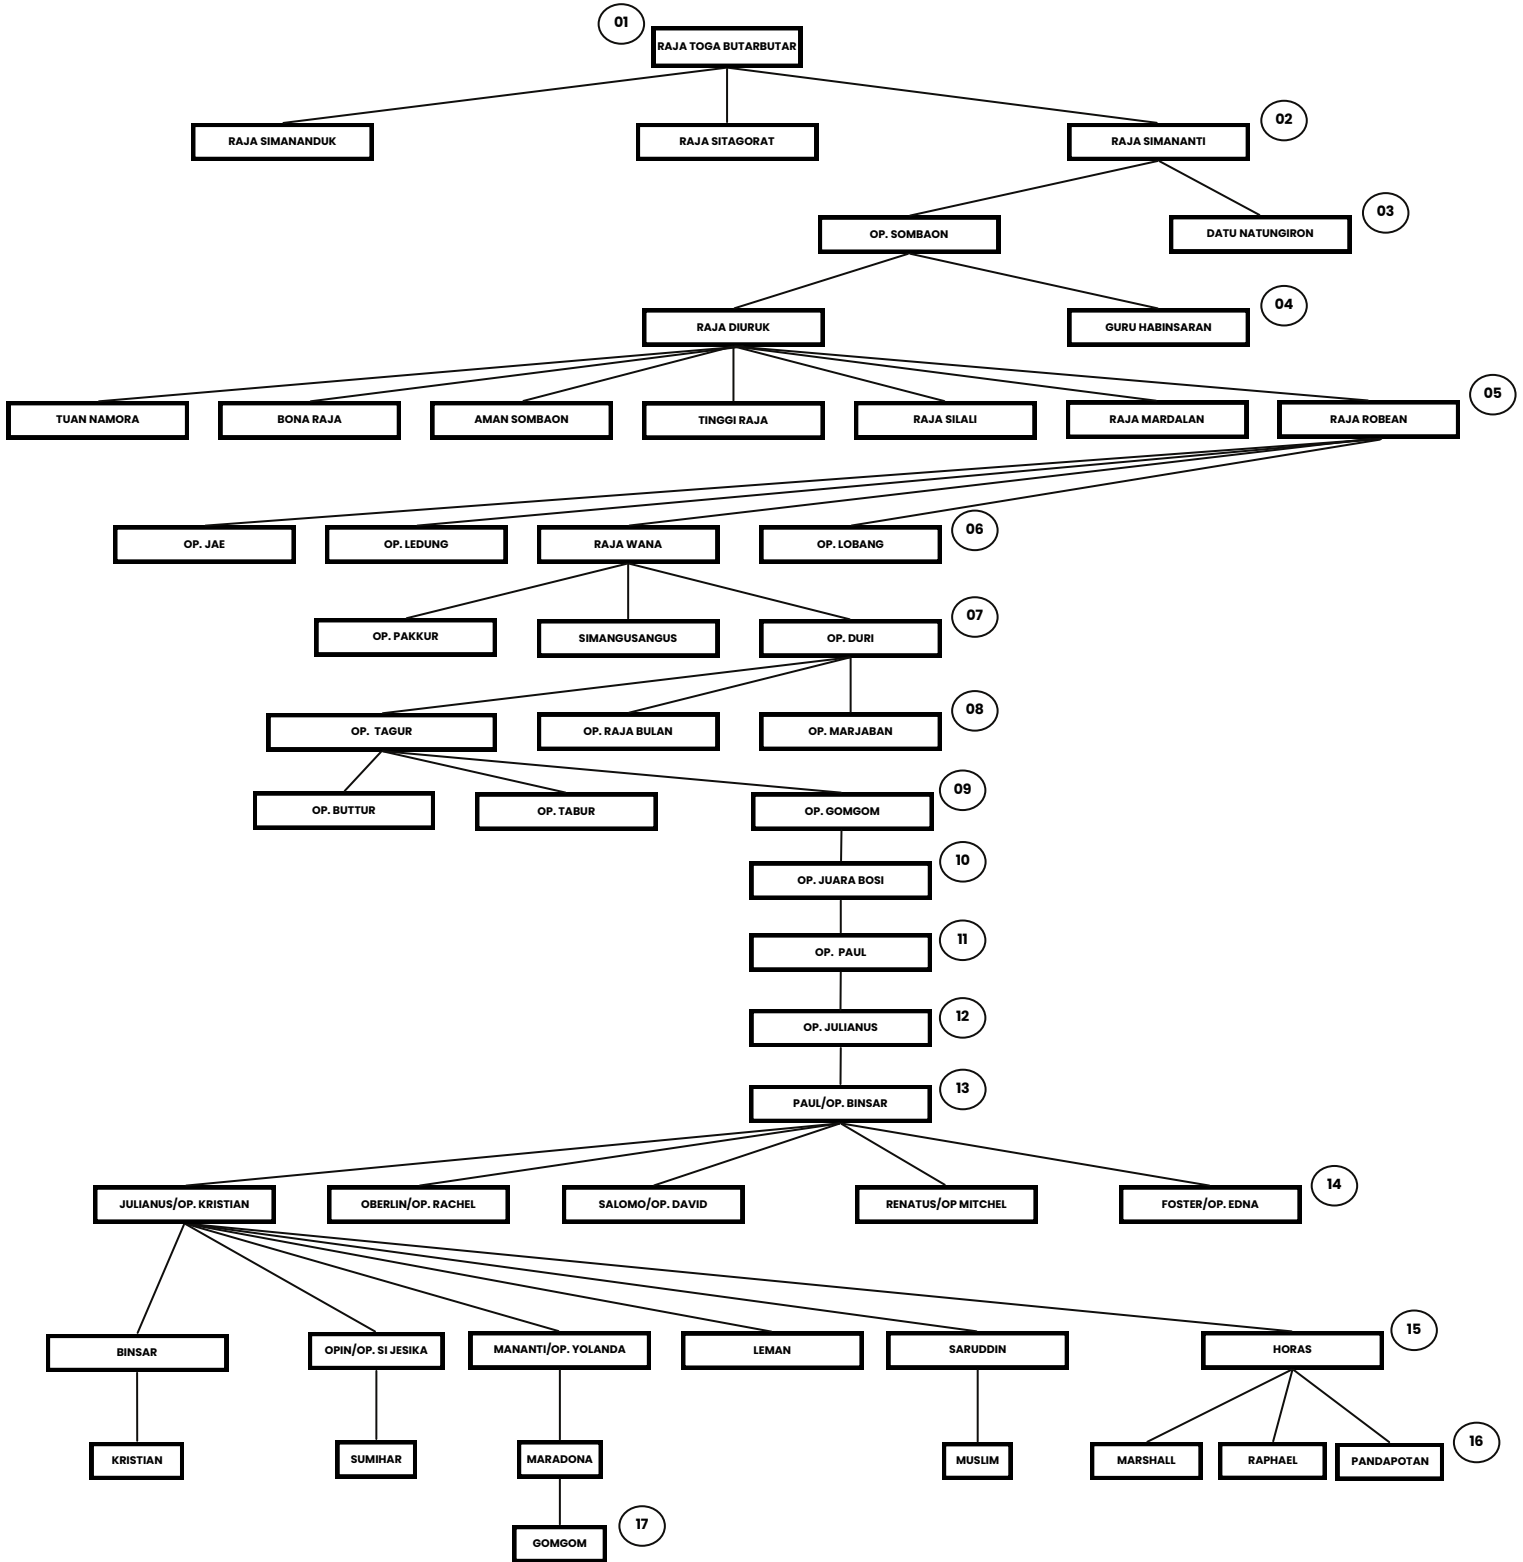 01
RAJA TOGA BUTARBUTAR
RAJA SIMANANDUK
RAJA SITAGORAT
RAJA SIMANANTI
02
OP. SOMBAON
DATU NATUNGIRON
03
RAJA DIURUK
GURU HABINSARAN
04
TUAN NAMORA
BONA RAJA
AMAN SOMBAON
TINGGI RAJA
RAJA SILALI
RAJA MARDALAN
RAJA ROBEAN
05
OP. JAE
OP. LEDUNG
RAJA WANA
OP. LOBANG
06
OP. PAKKUR
SIMANGUSANGUS
OP. DURI
07
OP. TAGUR
OP. RAJA BULAN
OP. MARJABAN
08
OP. BUTTUR
OP. TABUR
OP. GOMGOM
09
OP. JUARA BOSI
10
OP. PAUL
11
OP. JULIANUS
12
PAUL/OP. BINSAR
13
JULIANUS/OP. KRISTIAN
OBERLIN/OP. RACHEL
SALOMO/OP. DAVID
RENATUS/OP MITCHEL
FOSTER/OP. EDNA
14
BINSAR
OPIN/OP. SI JESIKA
MANANTI/OP. YOLANDA
LEMAN
SARUDDIN
HORAS
15
KRISTIAN
SUMIHAR
MARADONA
MUSLIM
MARSHALL
RAPHAEL
PANDAPOTAN
16
GOMGOM
17